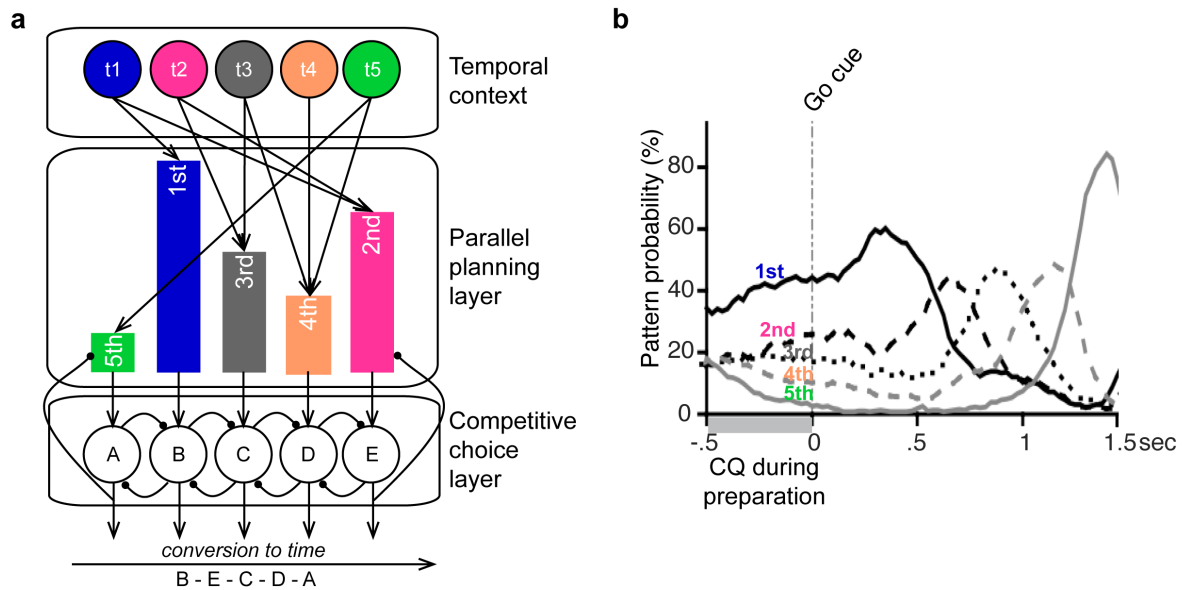 a
t1 t2 t3 t4 t5
Temporal
context
1st
2nd
3rd
4th
5th
Parallel
planning
layer
A B C D E
Competitive
choice
layer
conversion to time
B - E - C - D - A
b
Go cue
Pattern probability (%)
80
60
40
20
0
1st
2nd
3rd
4th
5th
-.5 0 .5 1 1.5 sec
CQ during
preparation